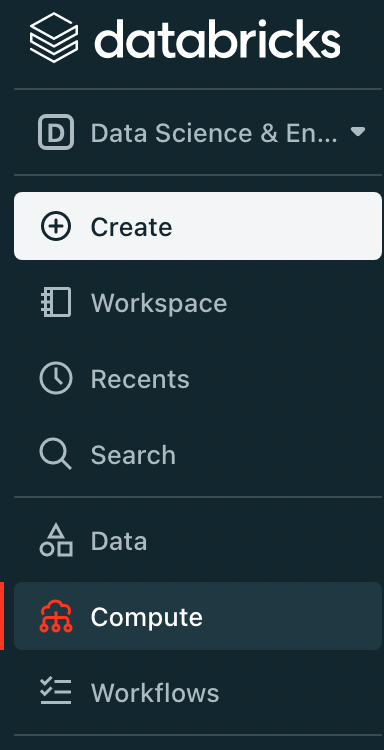 databricks
D Data Science & En...
Create
Workspace
Recents
Search
Data
Compute
Workflows